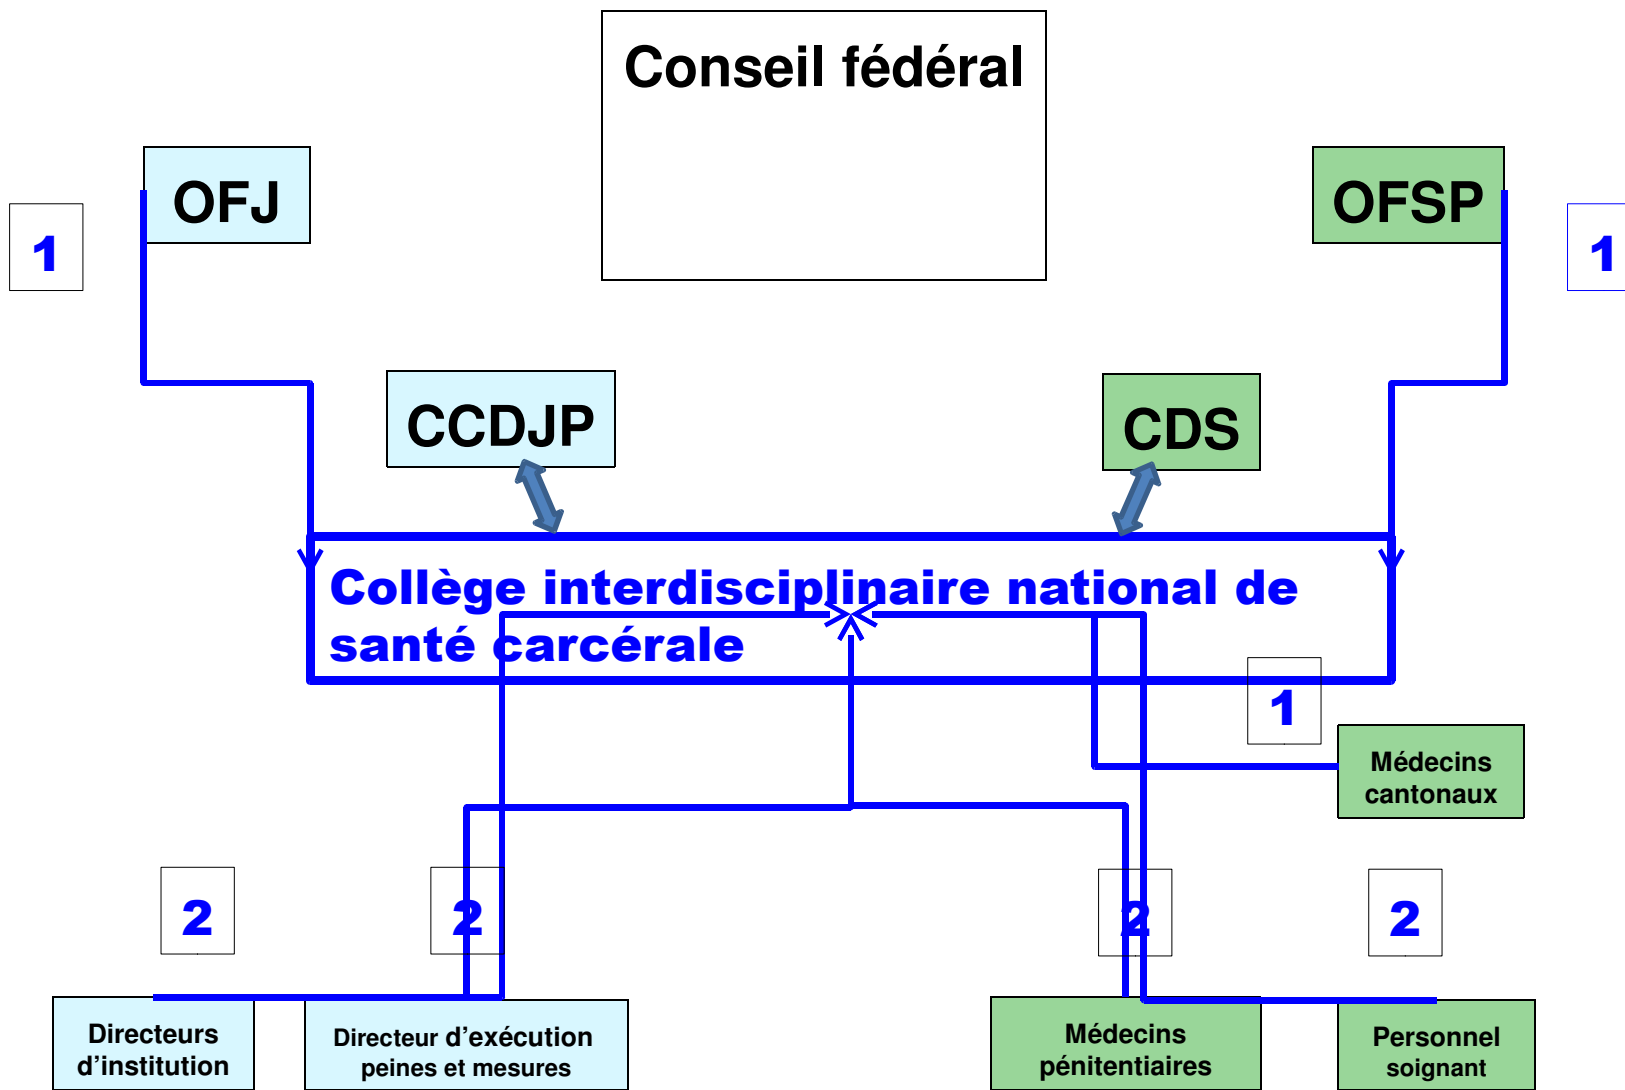 Conseil fédéral
OFJ
OFSP
1
1
CCDJP
CDS
Collège interdisciplinaire national de
santé carcérale
1
Médecins
cantonaux
2
2
2
2
Directeurs
d’institution
Directeur d’exécution
peines et mesures
Médecins
pénitentiaires
Personnel
soignant